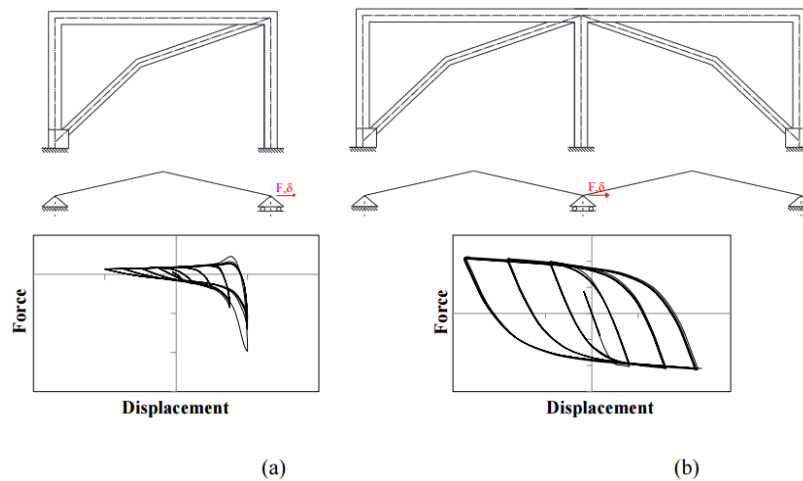 F,δ
F,δ
Force
Displacement
Force
Displacement
(a)
(b)